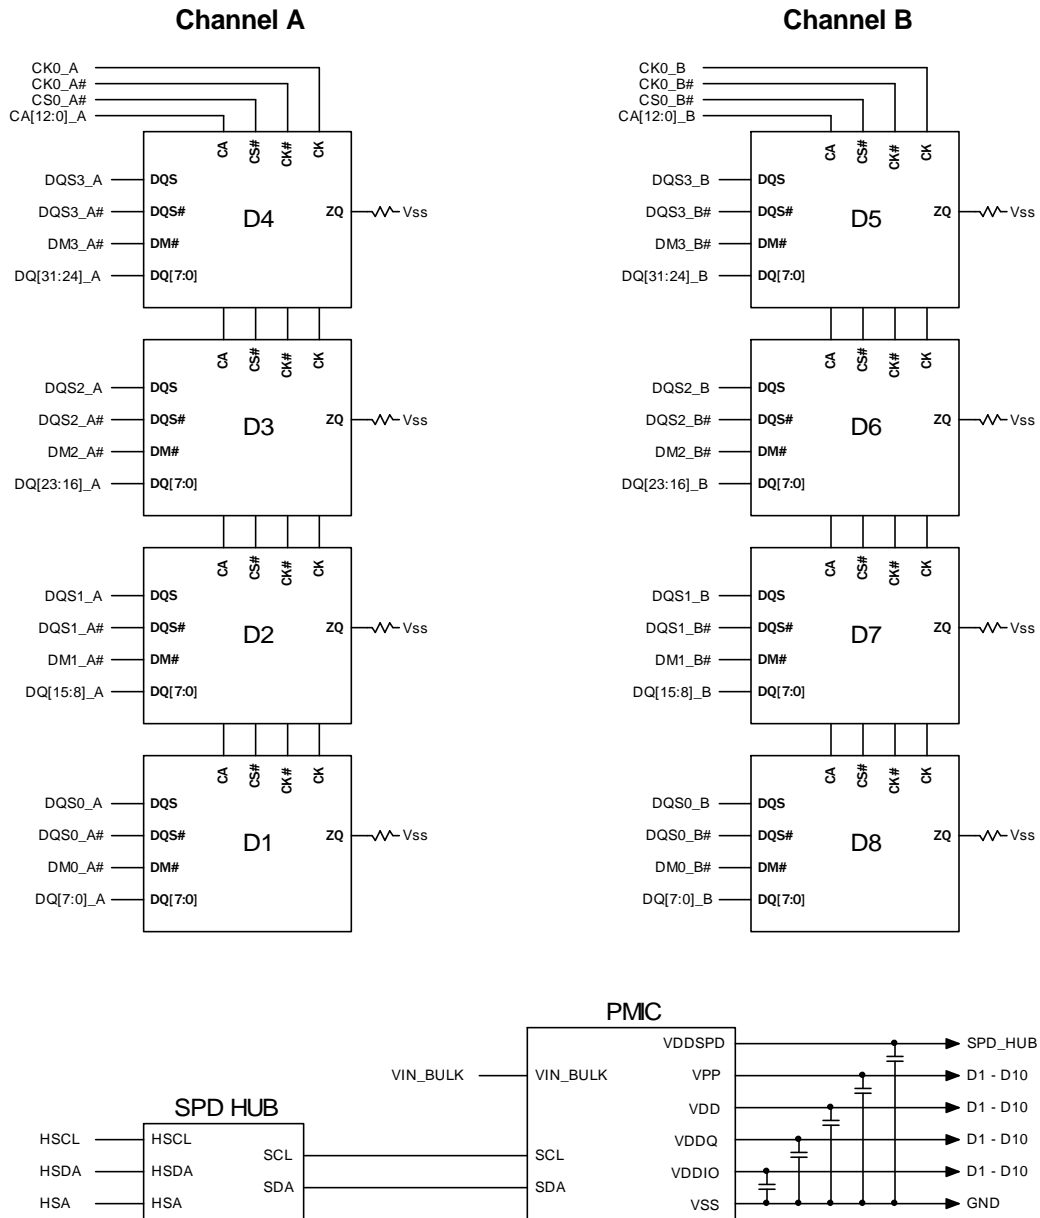 Channel A
Channel B
CK0_A
CK0_A#
CS0_A#
CA[12:0]_A
CA
CS#
CK#
CK
DQS3_A
DQS
DQS3_A#
DQS#
D4
ZQ
Vss
DM3_A#
DM#
DQ[31:24]_A
DQ[7:0]
CA
CS#
CK#
CK
DQS2_A
DQS
DQS2_A#
DQS#
D3
ZQ
Vss
DM2_A#
DM#
DQ[23:16]_A
DQ[7:0]
CA
CS#
CK#
CK
DQS1_A
DQS
DQS1_A#
DQS#
D2
ZQ
Vss
DM1_A#
DM#
DQ[15:8]_A
DQ[7:0]
CA
CS#
CK#
CK
DQS0_A
DQS
DQS0_A#
DQS#
D1
ZQ
Vss
DM0_A#
DM#
DQ[7:0]_A
DQ[7:0]
CK0_B
CK0_B#
CS0_B#
CA[12:0]_B
CA
CS#
CK#
CK
DQS3_B
DQS
DQS3_B#
DQS#
D5
ZQ
Vss
DM3_B#
DM#
DQ[31:24]_B
DQ[7:0]
CA
CS#
CK#
CK
DQS2_B
DQS
DQS2_B#
DQS#
D6
ZQ
Vss
DM2_B#
DM#
DQ[23:16]_B
DQ[7:0]
CA
CS#
CK#
CK
DQS1_B
DQS
DQS1_B#
DQS#
D7
ZQ
Vss
DM1_B#
DM#
DQ[15:8]_B
DQ[7:0]
CA
CS#
CK#
CK
DQS0_B
DQS
DQS0_B#
DQS#
D8
ZQ
Vss
DM0_B#
DM#
DQ[7:0]_B
DQ[7:0]
SPD HUB
HSCL
HSCL
HSDA
HSDA
HSA
HSA
SCL
SDA
PMIC
VIN_BULK
VIN_BULK
SCL
SDA
VDDSPD
SPD_HUB
VPP
D1 - D10
VDD
D1 - D10
VDDQ
D1 - D10
VDDIO
D1 - D10
VSS
GND